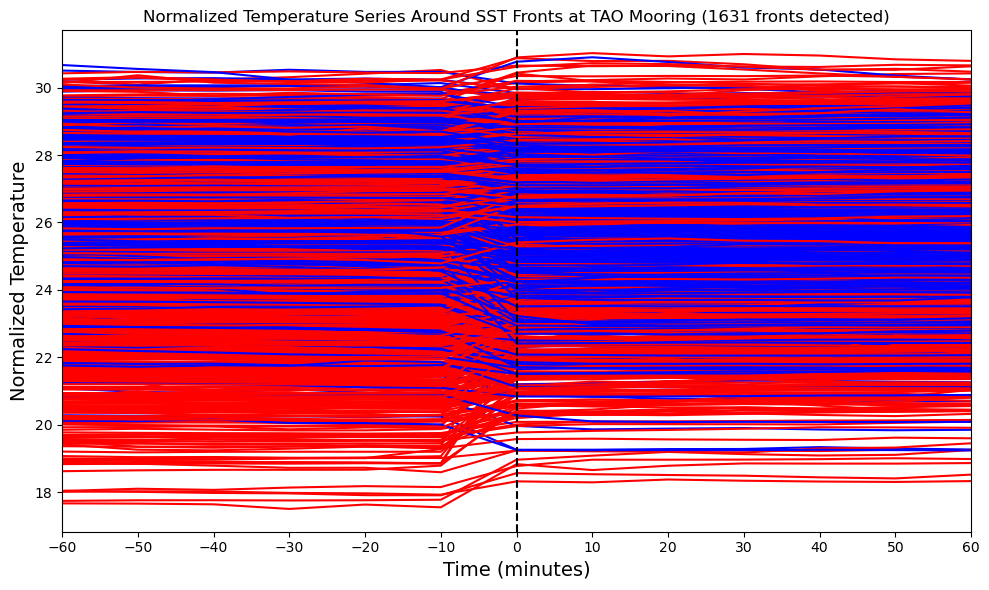 Normalized Temperature Series Around SST Fronts at TAO Mooring (1631 fronts detected)
Normalized Temperature
30
28
26
24
22
20
18
−60 −50 −40 −30 −20 −10 0 10 20 30 40 50 60
Time (minutes)